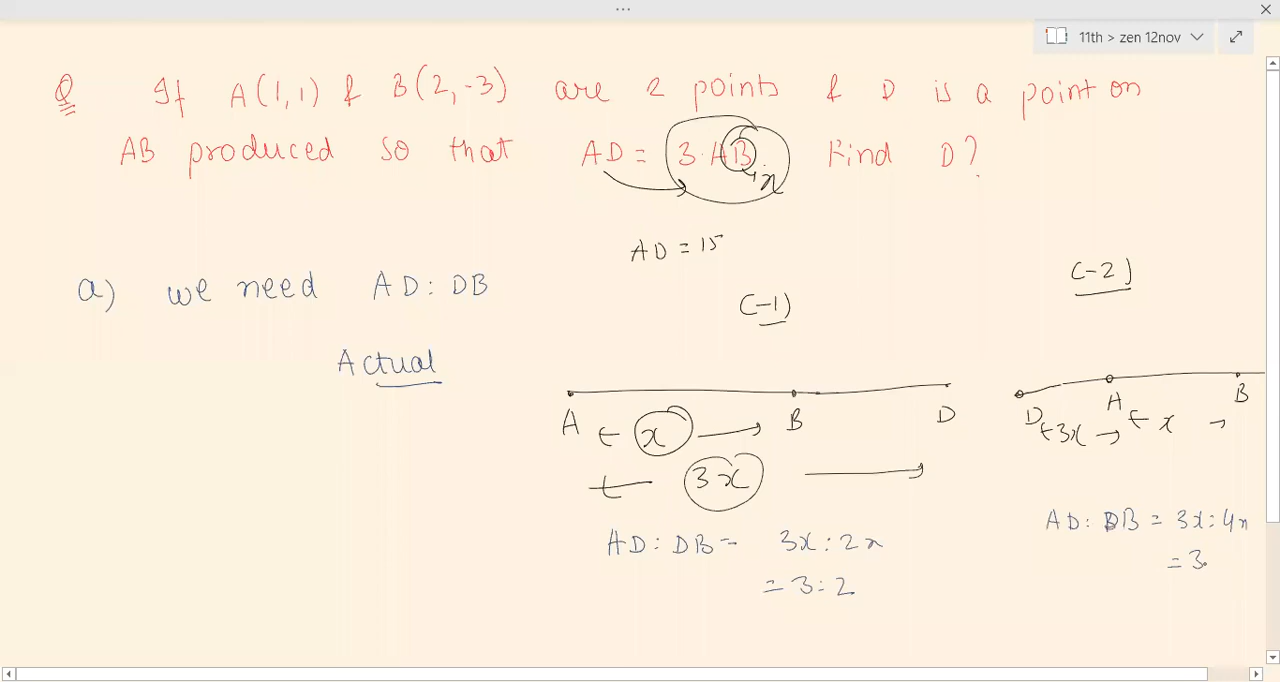 11th > zen 12nov
Q If A(1,1) & B(2,-3) are 2 points & D is a point on
AB produced so that AD = 3·AB Find D?
x
AD = 15
a) we need AD : DB
(-1)
(-2)
Actual
A B D
D A B
x
3x x
3x
AD : DB = 3x : 2x
= 3 : 2
AD : DB = 3x : 4x
= 3